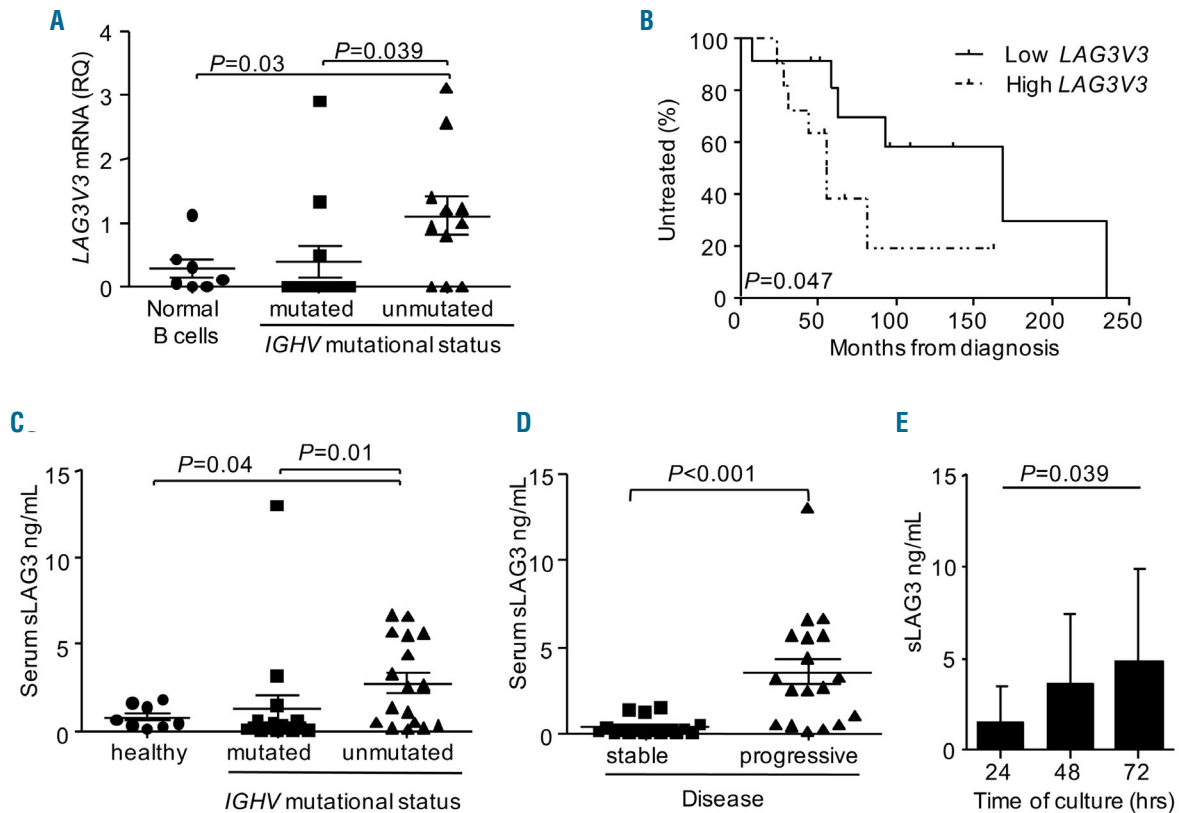 A
LAG3V3 mRNA (RQ)
4
3
2
1
0
P=0.03
P=0.039
Normal
B cells
mutated
unmutated
IGHV mutational status
B
Untreated (%)
100
80
60
40
20
0
Low LAG3V3
High LAG3V3
P=0.047
0
50
100
150
200
250
Months from diagnosis
C
Serum sLAG3 ng/mL
15
10
5
0
P=0.04
P=0.01
healthy
mutated
unmutated
IGHV mutational status
D
Serum sLAG3 ng/mL
15
10
5
0
P<0.001
stable
progressive
Disease
E
sLAG3 ng/mL
15
10
5
0
P=0.039
24
48
72
Time of culture (hrs)